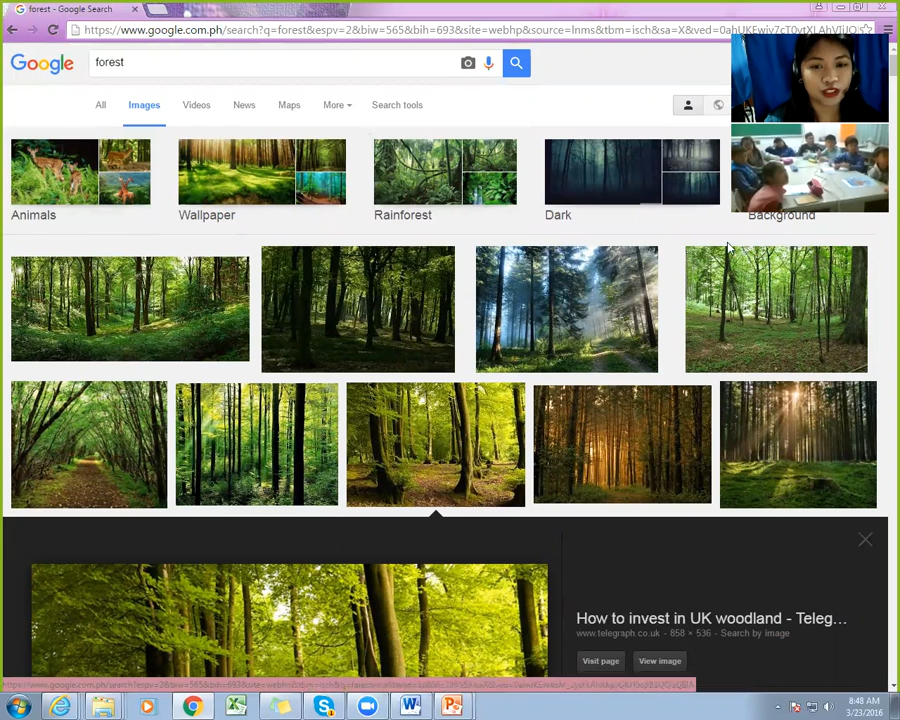 forest - Google Search
https://www.google.com.ph/search?q=forest&espv=2&biw=565&bih=693&site=webhp&source=lnms&tbm=isch&sa=X&ved=
Google
forest
All
Images
Videos
News
Maps
More
Search tools
Animals
Wallpaper
Rainforest
Dark
Background
How to invest in UK woodland - Teleg...
www.telegraph.co.uk - 858 × 536 - Search by image
Visit page
View image
8:48 AM
3/23/2016